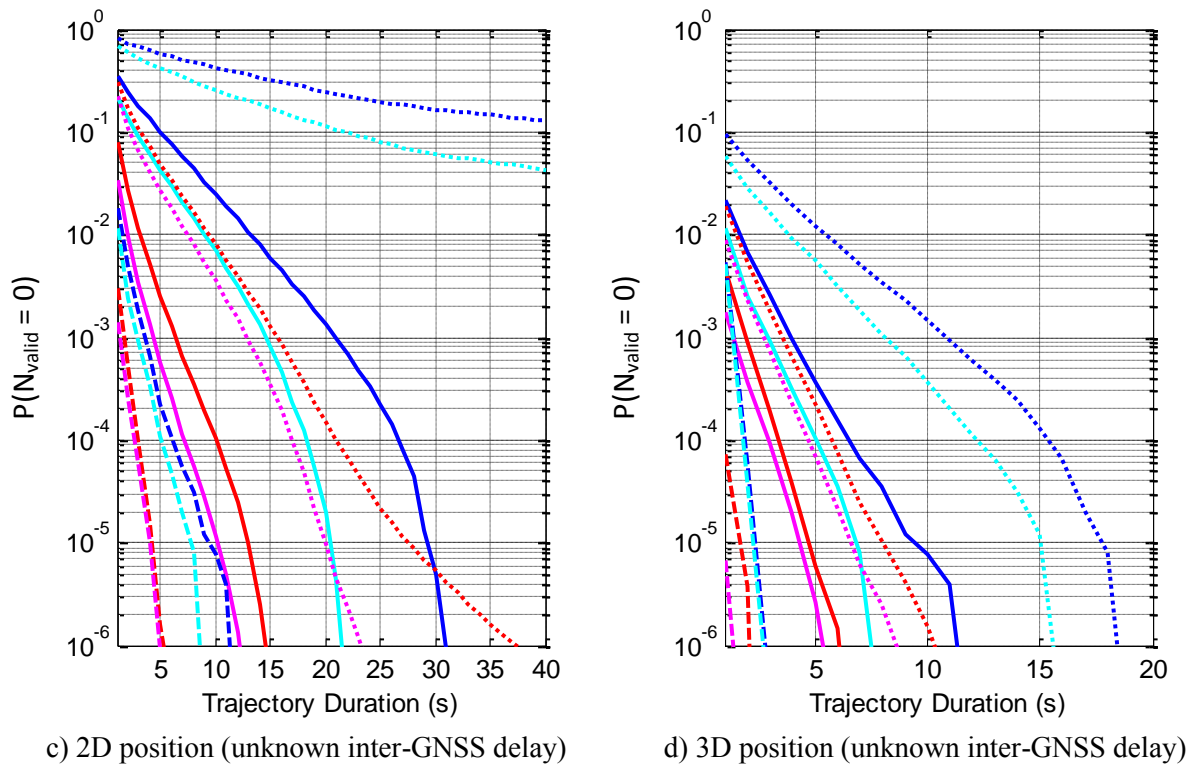 10^0
10^-1
10^-2
10^-3
10^-4
10^-5
10^-6
P(N_valid = 0)
5 10 15 20 25 30 35 40
Trajectory Duration (s)
c) 2D position (unknown inter-GNSS delay)
10^0
10^-1
10^-2
10^-3
10^-4
10^-5
10^-6
P(N_valid = 0)
5 10 15 20
Trajectory Duration (s)
d) 3D position (unknown inter-GNSS delay)